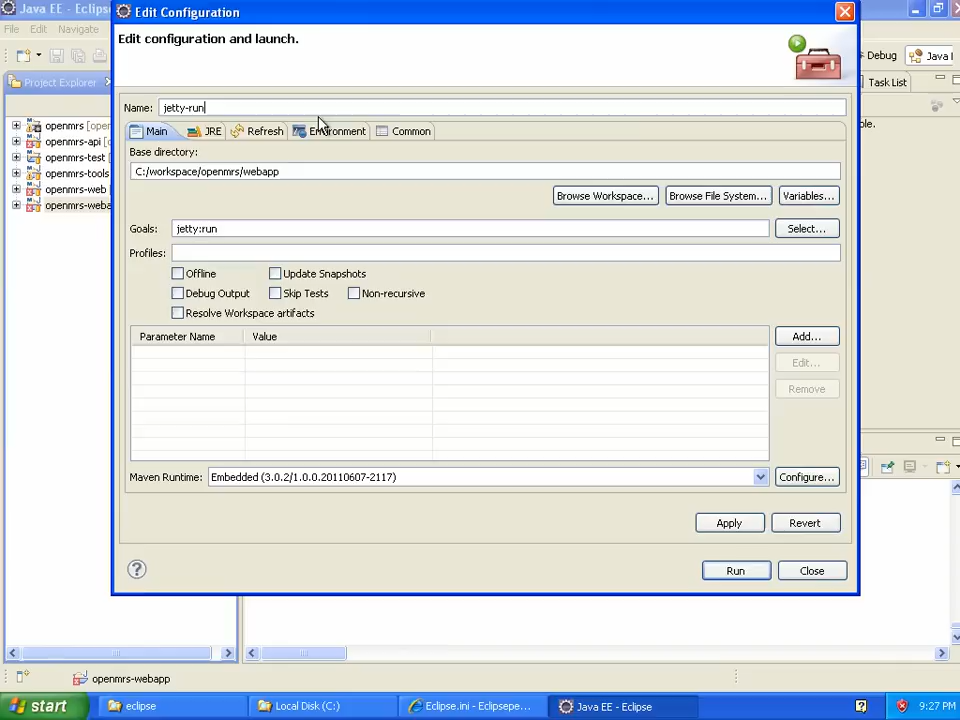 Java EE - Eclipse
Edit Configuration
File Edit Navigate
Edit configuration and launch.
Debug
Java
Project Explorer
Task List
Name: jetty-run
Main JRE Refresh Environment Common
openmrs [open
openmrs-api [
openmrs-test
openmrs-tools
openmrs-web [
openmrs-weba
Base directory:
C:/workspace/openmrs/webapp
Browse Workspace... Browse File System... Variables...
Goals: jetty:run Select...
Profiles:
Offline Update Snapshots
Debug Output Skip Tests Non-recursive
Resolve Workspace artifacts
Parameter Name Value
Add...
Edit...
Remove
Maven Runtime: Embedded (3.0.2/1.0.0.20110607-2117) Configure...
Apply Revert
Run Close
openmrs-webapp
start eclipse Local Disk (C:) Eclipse.ini - Eclipsepe... Java EE - Eclipse 9:27 PM